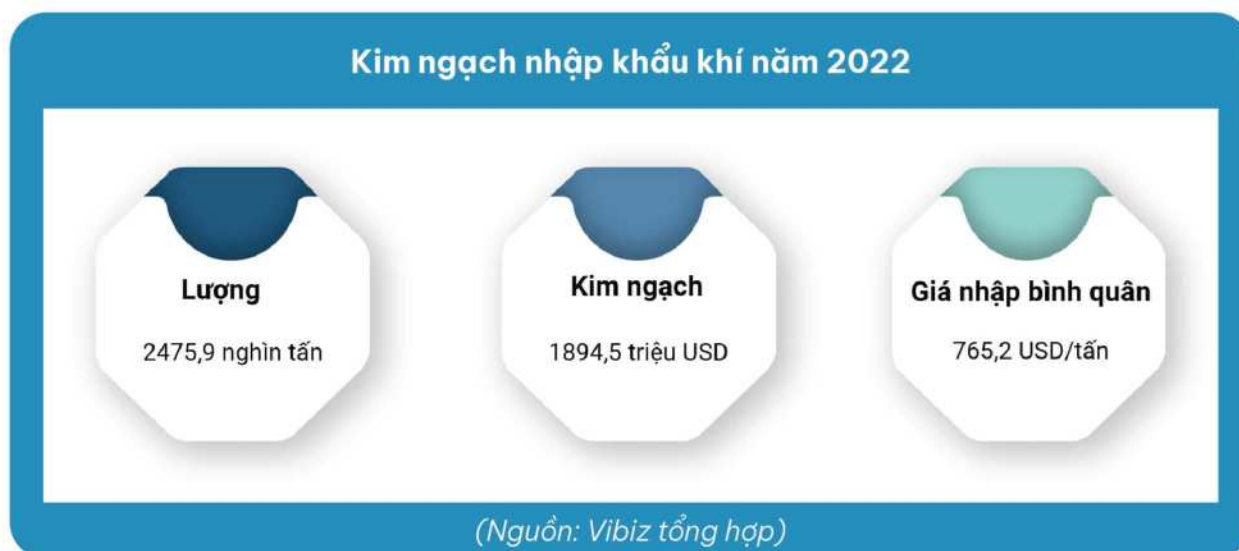 Kim ngạch nhập khẩu khí năm 2022
Lượng
2475,9 nghìn tấn
Kim ngạch
1894,5 triệu USD
Giá nhập bình quân
765,2 USD/tấn
(Nguồn: Vibiz tổng hợp)